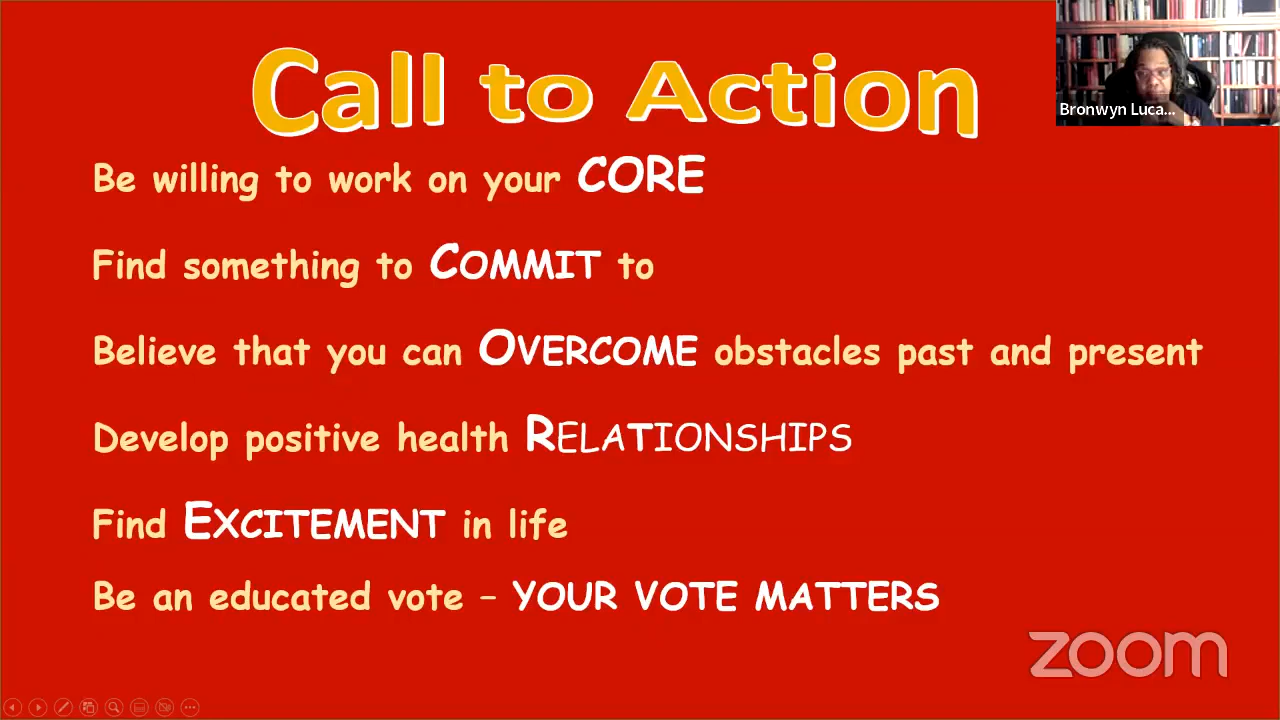 Call to Action
Bronwyn Luca...
Be willing to work on your CORE
Find something to COMMIT to
Believe that you can OVERCOME obstacles past and present
Develop positive health RELATIONSHIPS
Find EXCITEMENT in life
Be an educated vote – YOUR VOTE MATTERS
zoom